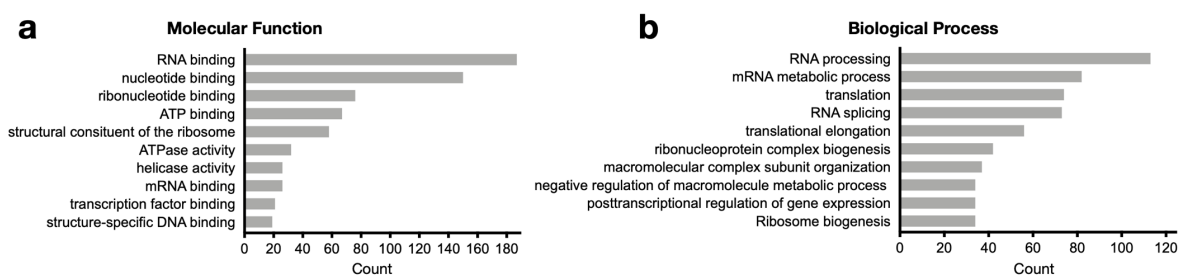 a
Molecular Function
RNA binding
nucleotide binding
ribonucleotide binding
ATP binding
structural consituent of the ribosome
ATPase activity
helicase activity
mRNA binding
transcription factor binding
structure-specific DNA binding
0 20 40 60 80 100 120 140 160 180
Count
b
Biological Process
RNA processing
mRNA metabolic process
translation
RNA splicing
translational elongation
ribonucleoprotein complex biogenesis
macromolecular complex subunit organization
negative regulation of macromolecule metabolic process
posttranscriptional regulation of gene expression
Ribosome biogenesis
0 20 40 60 80 100 120
Count